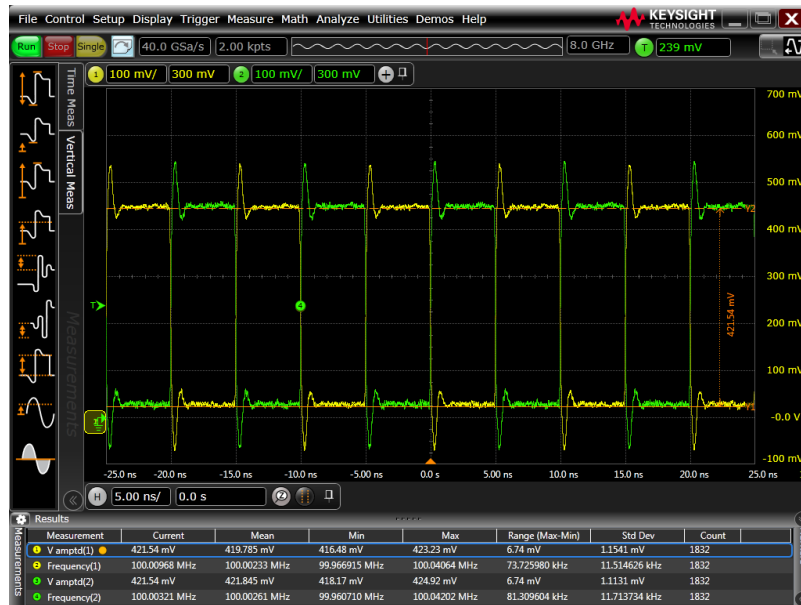 File Control Setup Display Trigger Measure Math Analyze Utilities Demos Help
KEYSIGHT
TECHNOLOGIES
Run Stop Single 40.0 GSa/s 2.00 kpts 8.0 GHz T 239 mV
1 100 mV/ 300 mV 2 100 mV/ 300 mV
Time Meas
Vertical Meas
Measurements
700 mV
600 mV
500 mV
400 mV
300 mV
200 mV
100 mV
-0.0 V
-100 mV
Y2
421.54 mV
Y1
T
4
-25.0 ns -20.0 ns -15.0 ns -10.0 ns -5.00 ns 0.0 s 5.00 ns 10.0 ns 15.0 ns 20.0 ns 25.0 ns
H 5.00 ns/ 0.0 s
Results
Measurements
Measurement Current Mean Min Max Range (Max-Min) Std Dev Count
1 V amptd(1) 421.54 mV 419.785 mV 416.48 mV 423.23 mV 6.74 mV 1.1541 mV 1832
2 Frequency(1) 100.00968 MHz 100.00233 MHz 99.966915 MHz 100.04064 MHz 73.725980 kHz 11.514626 kHz 1832
3 V amptd(2) 421.54 mV 421.845 mV 418.17 mV 424.92 mV 6.74 mV 1.1131 mV 1832
4 Frequency(2) 100.00321 MHz 100.00261 MHz 99.960710 MHz 100.04202 MHz 81.309604 kHz 11.713734 kHz 1832